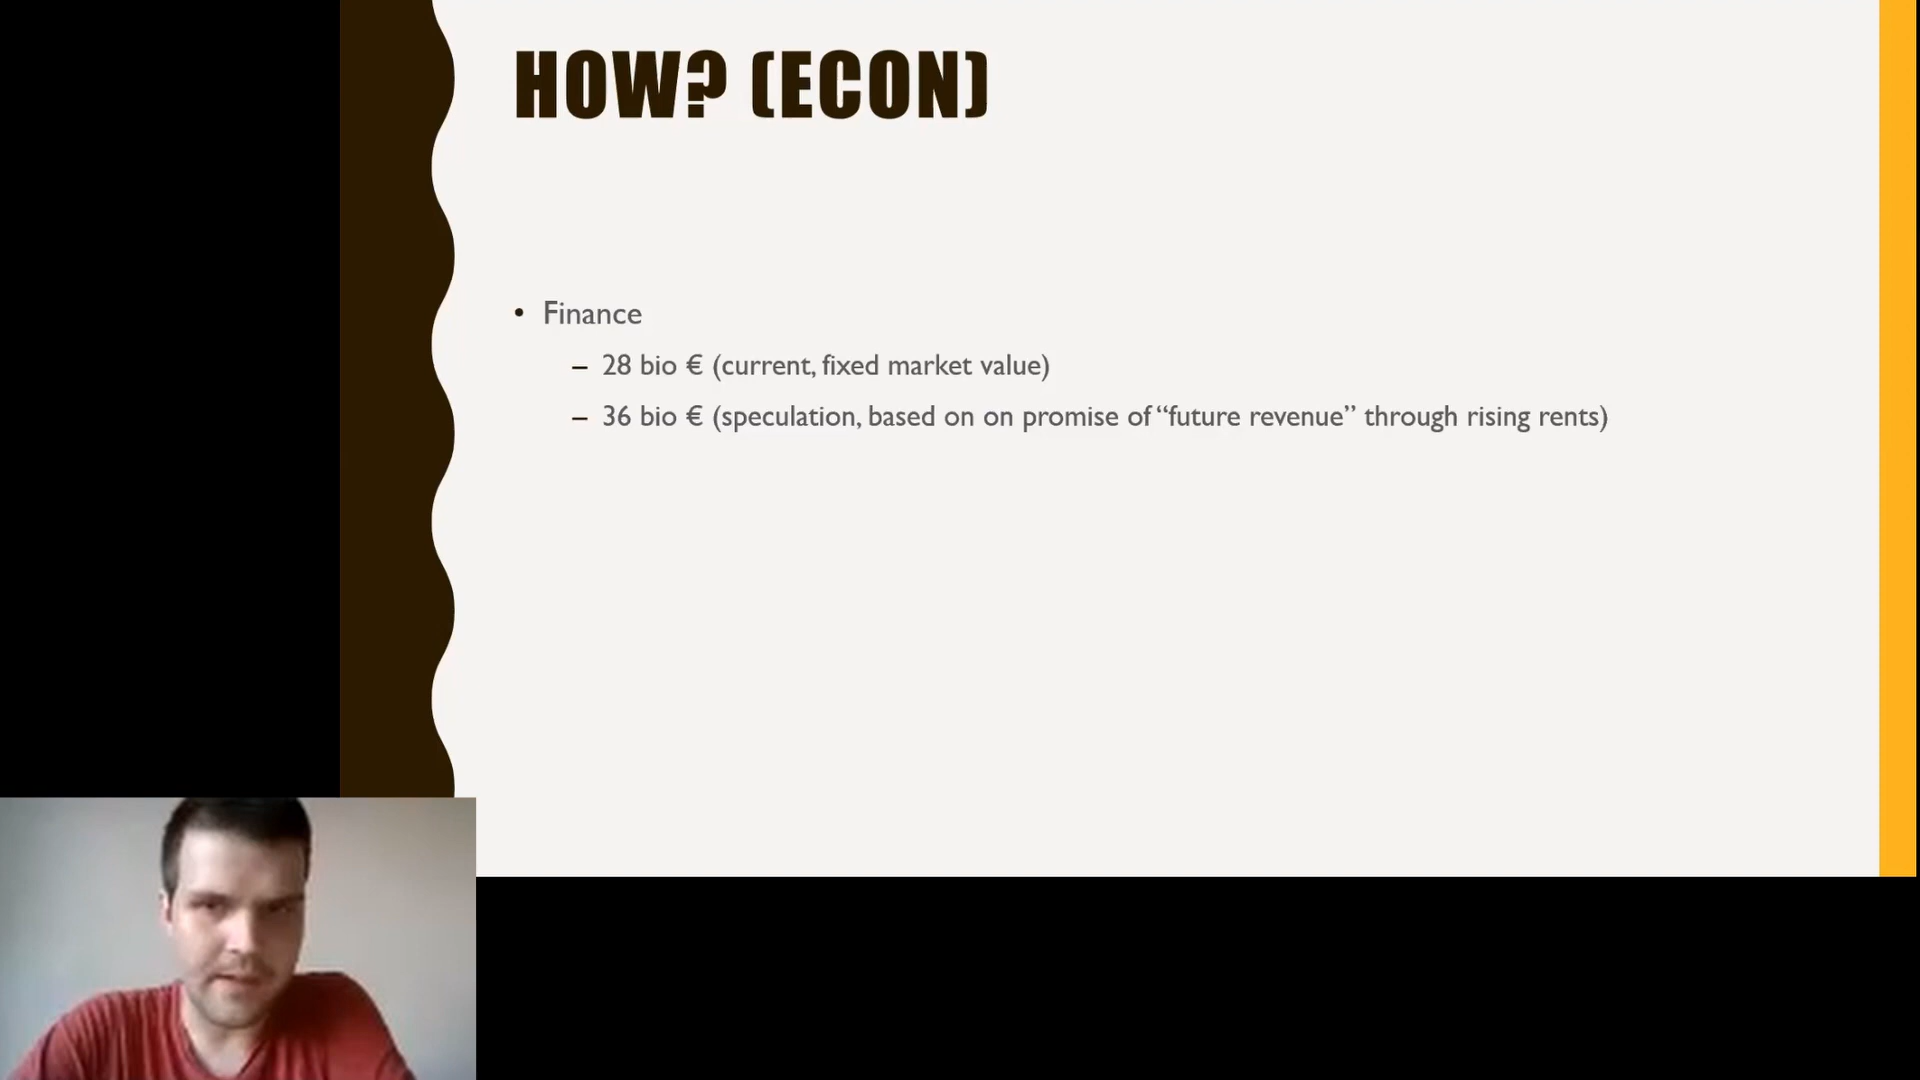 HOW? (ECON)
• Finance
– 28 bio € (current, fixed market value)
– 36 bio € (speculation, based on on promise of “future revenue” through rising rents)